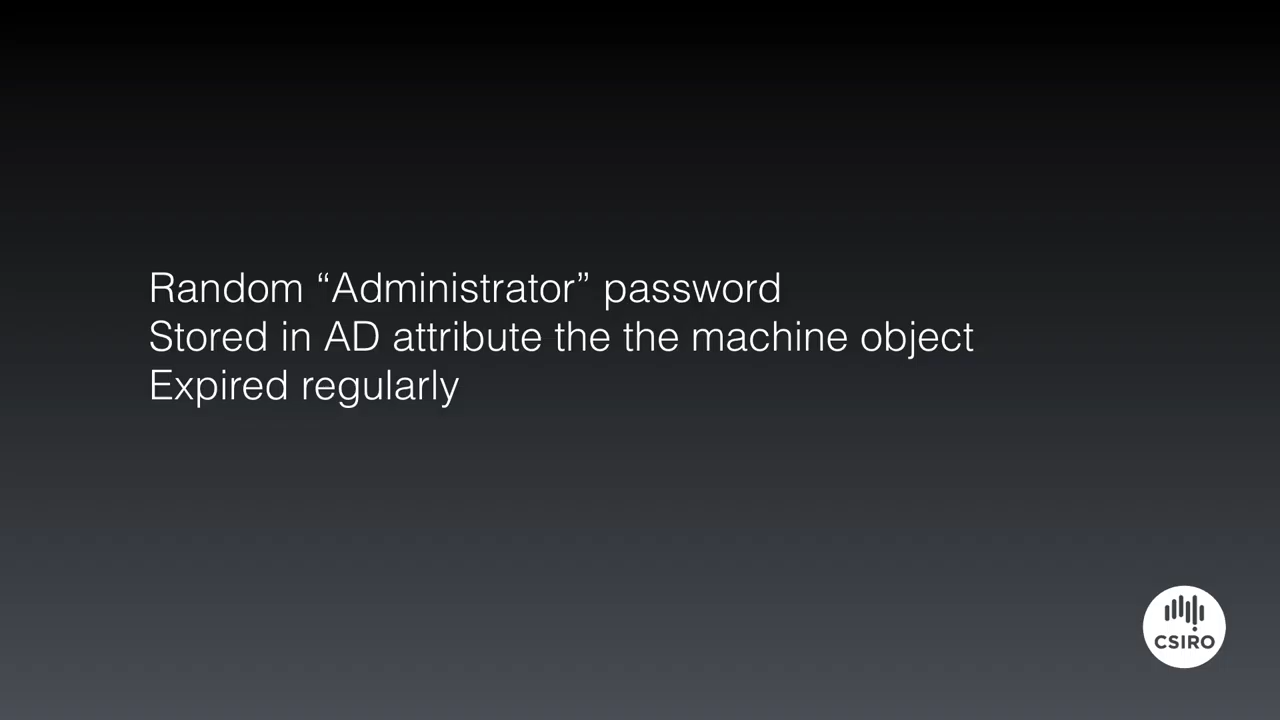 Random “Administrator” password
Stored in AD attribute the the machine object
Expired regularly
CSIRO